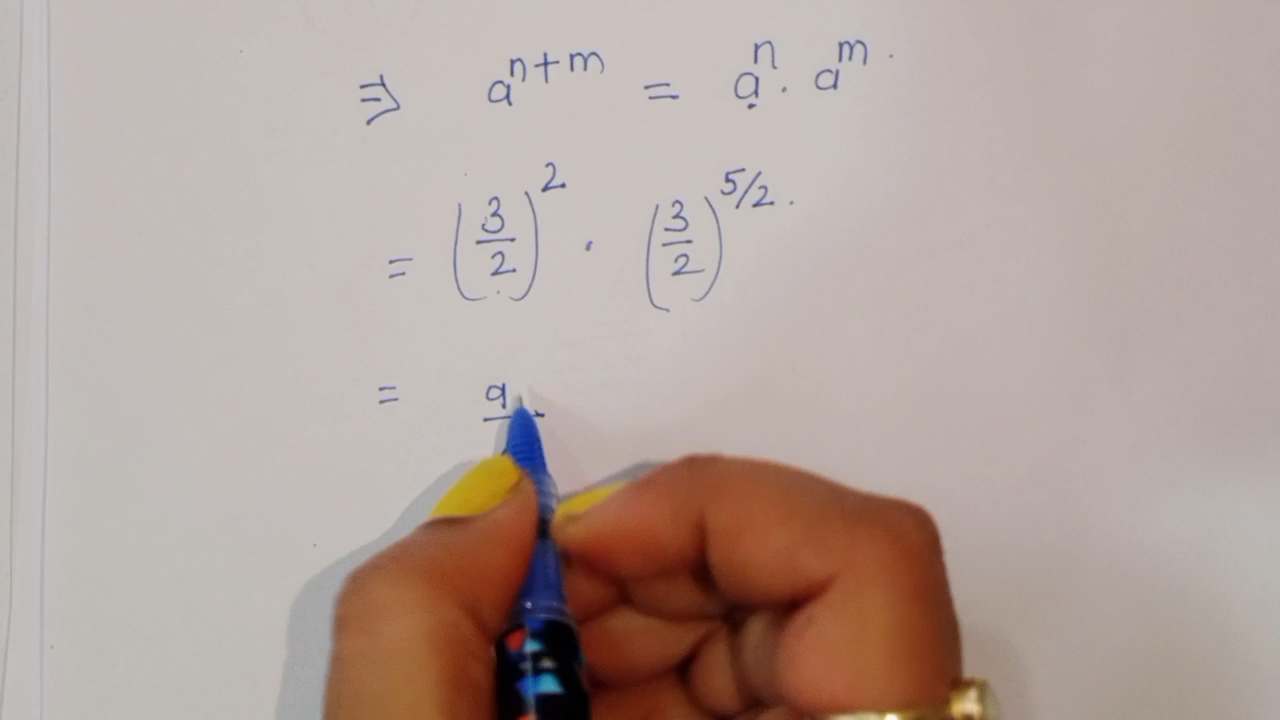 ⇒ a^{n+m} = a^n . a^m .
= (3/2)^2 . (3/2)^{5/2} .
= 9